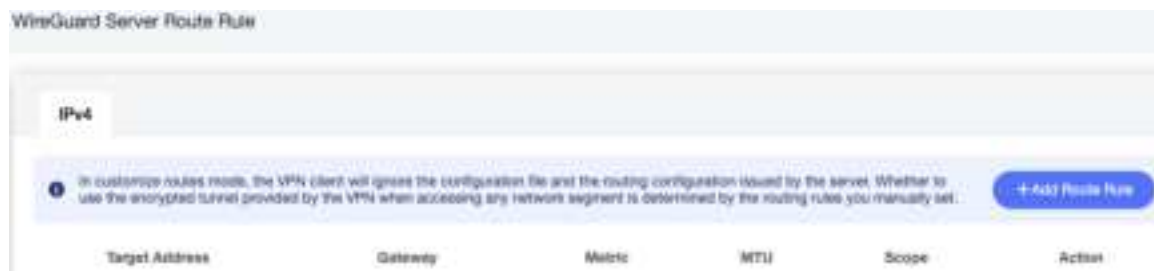 WireGuard Server Route Rule
IPv4
In customize routes mode, the VPN client will ignore the configuration file and the routing configuration issued by the server. Whether to
use the encrypted tunnel provided by the VPN when accessing any network segment is determined by the routing rules you manually set.
+ Add Route Rule
Target Address Gateway Metric MTU Scope Action